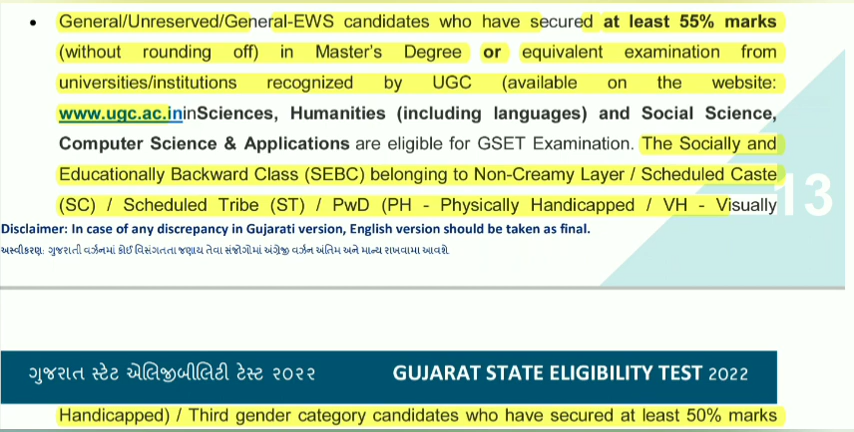 • General/Unreserved/General-EWS candidates who have secured at least 55% marks
(without rounding off) in Master's Degree or equivalent examination from
universities/institutions recognized by UGC (available on the website:
www.ugc.ac.ininSciences, Humanities (including languages) and Social Science,
Computer Science & Applications are eligible for GSET Examination. The Socially and
Educationally Backward Class (SEBC) belonging to Non-Creamy Layer / Scheduled Caste
(SC) / Scheduled Tribe (ST) / PwD (PH - Physically Handicapped / VH - Visually
13
Disclaimer: In case of any discrepancy in Gujarati version, English version should be taken as final.
અસ્વીકરણ: ગુજરાતી વર્ઝનમાં કોઈ વિસંગતતા જણાય તેવા સંજોગોમાં અંગ્રેજી વર્ઝન અંતિમ અને માન્ય રાખવામા આવશે.
ગુજરાત સ્ટેટ એલિજીબીલિટી ટેસ્ટ ૨૦૨૨ GUJARAT STATE ELIGIBILITY TEST 2022
Handicapped) / Third gender category candidates who have secured at least 50% marks